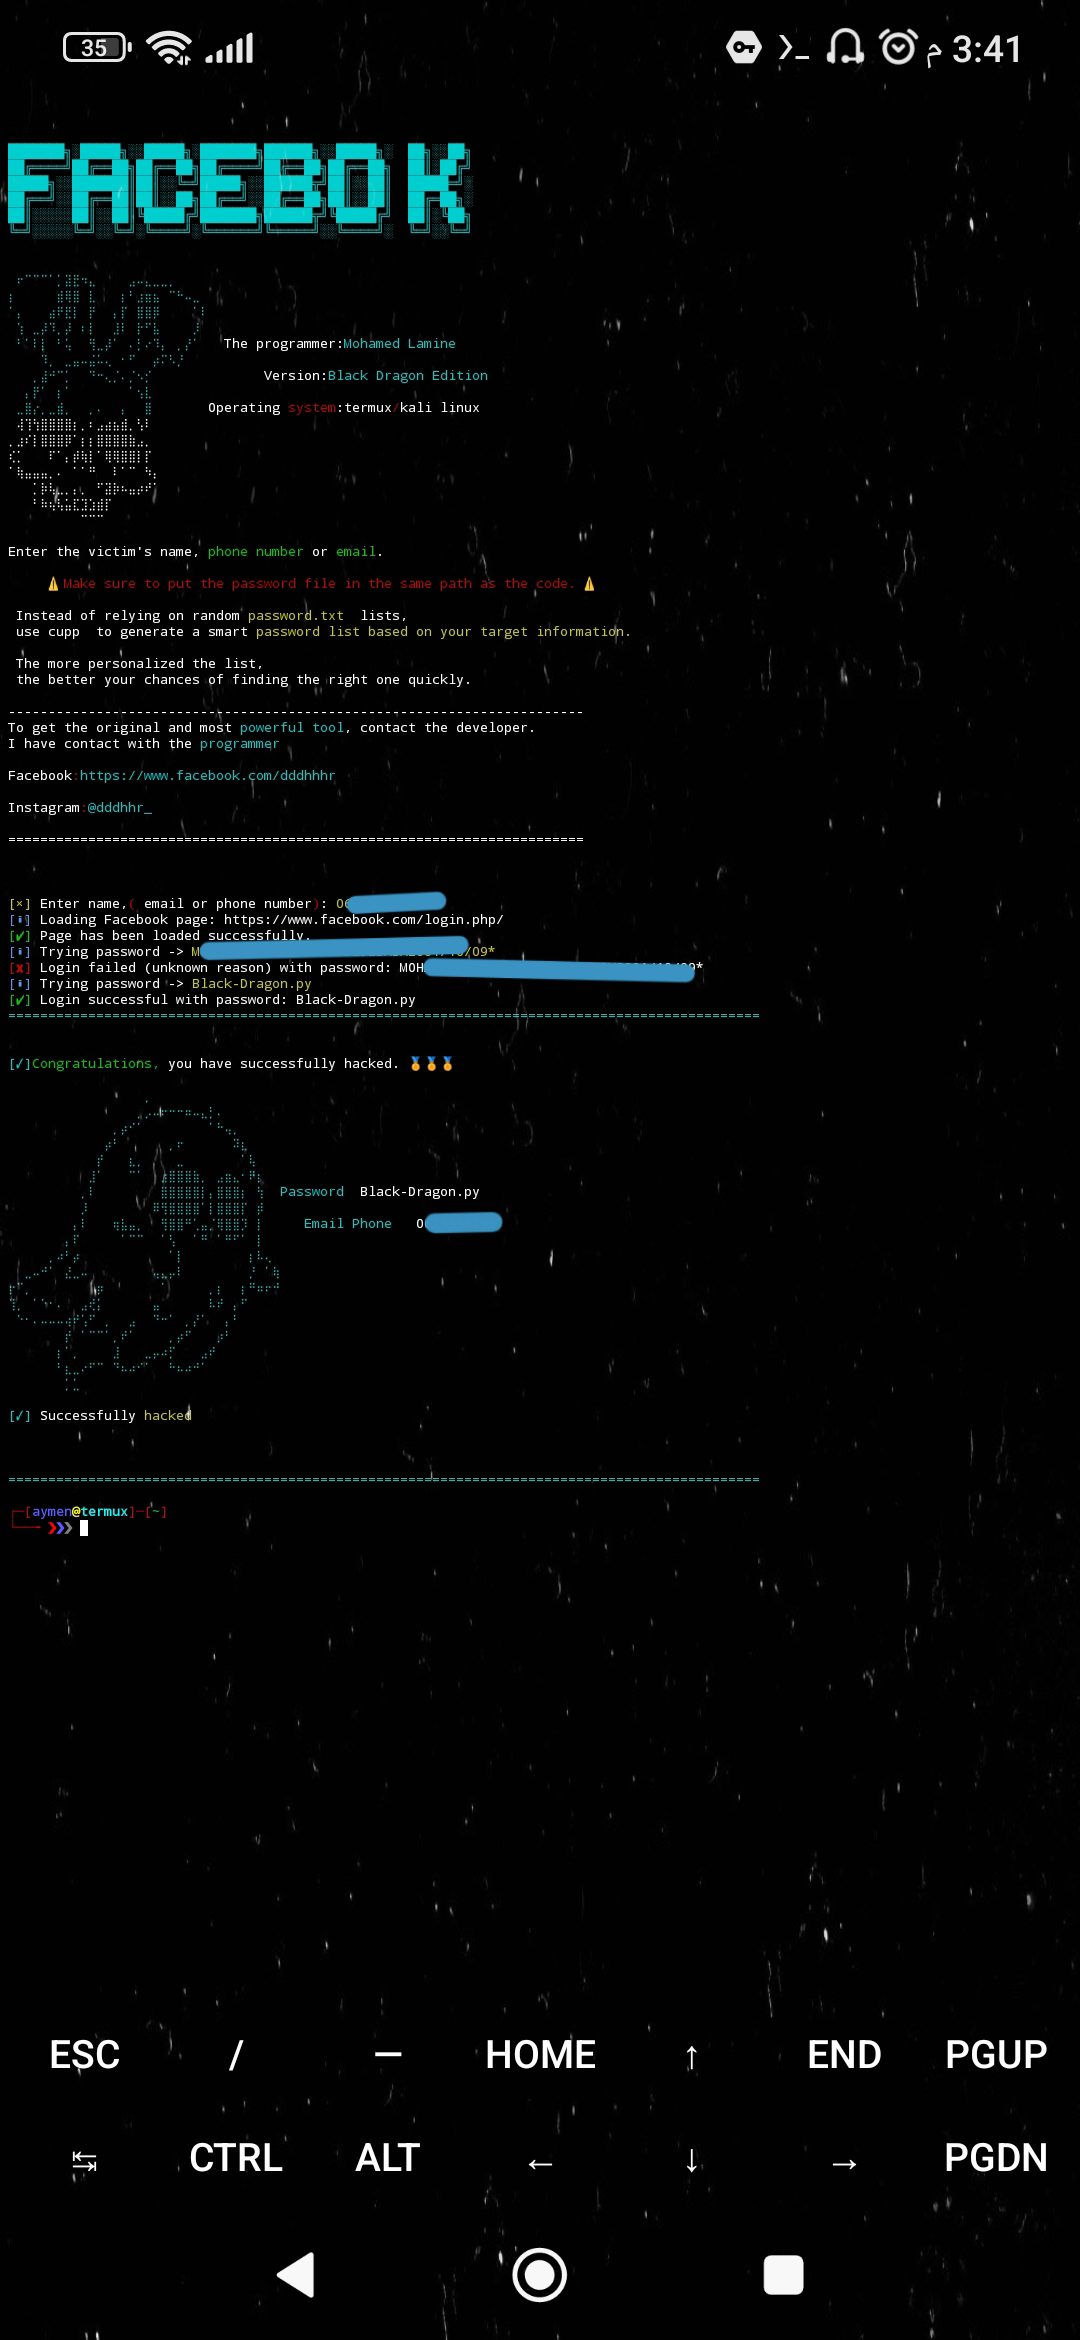 35
م 3:41
FACEBOK
The programmer:Mohamed Lamine
Version:Black Dragon Edition
Operating system:termux/kali linux
Enter the victim's name, phone number or email.
⚠Make sure to put the password file in the same path as the code. ⚠
Instead of relying on random password.txt  lists,
use cupp  to generate a smart password list based on your target information.
The more personalized the list,
the better your chances of finding the right one quickly.
------------------------------------------------------------------------
To get the original and most powerful tool, contact the developer.
I have contact with the programmer
Facebook:https://www.facebook.com/dddhhhr
Instagram:@dddhhr_
========================================================================
[×] Enter name,( email or phone number):
[i] Loading Facebook page: https://www.facebook.com/login.php/
[✓] Page has been loaded successfully.
[i] Trying password -> M /09*
[x] Login failed (unknown reason) with password: MOH *
[i] Trying password -> Black-Dragon.py
[✓] Login successful with password: Black-Dragon.py
==============================================================================================
[✓]Congratulations, you have successfully hacked. 🏅🏅🏅
Password  Black-Dragon.py
Email Phone
[✓] Successfully hacked
==============================================================================================
┌─[aymen@termux]─[~]
└──╼ ❯❯❯
ESC / — HOME ↑ END PGUP
↹ CTRL ALT ← ↓ → PGDN